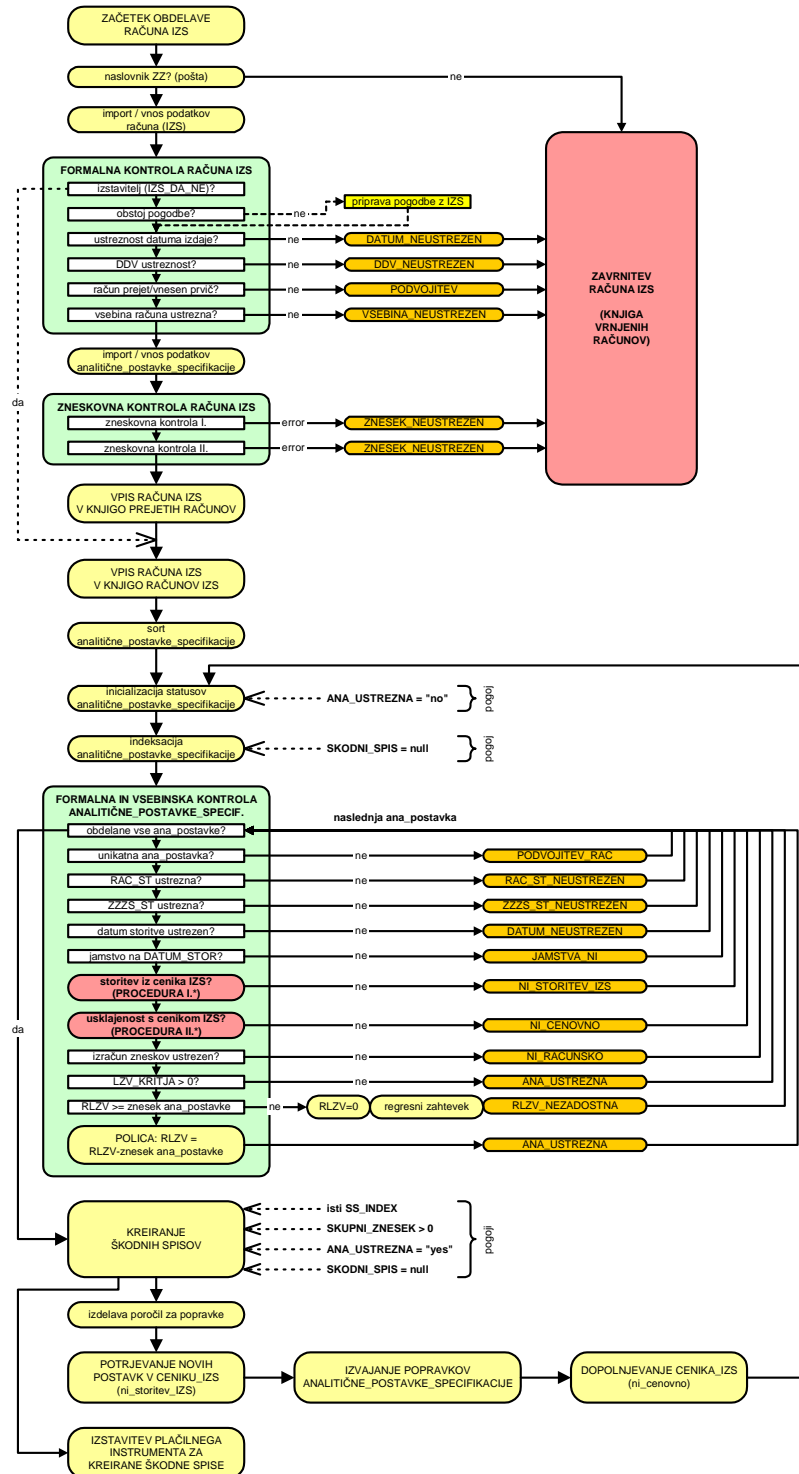 ZAČETEK OBDELAVE
RAČUNA IZS
naslovnik ZZ? (pošta)
ne
import / vnos podatkov
računa (IZS)
FORMALNA KONTROLA RAČUNA IZS
izstavitelj (IZS_DA_NE)?
obstoj pogodbe?
ne
priprava pogodbe z IZS
ustreznost datuma izdaje?
ne
DATUM_NEUSTREZEN
DDV ustreznost?
ne
DDV_NEUSTREZEN
račun prejet/vnesen prvič?
ne
PODVOJITEV
vsebina računa ustrezna?
ne
VSEBINA_NEUSTREZEN
ZAVRNITEV
RAČUNA IZS
(KNJIGA
VRNJENIH
RAČUNOV)
import / vnos podatkov
analitične_postavke_specifikacije
da
ZNESKOVNA KONTROLA RAČUNA IZS
zneskovna kontrola I.
error
ZNESEK_NEUSTREZEN
zneskovna kontrola II.
error
ZNESEK_NEUSTREZEN
VPIS RAČUNA IZS
V KNJIGO PREJETIH RAČUNOV
VPIS RAČUNA IZS
V KNJIGO RAČUNOV IZS
sort
analitične_postavke_specifikacije
inicializacija statusov
analitične_postavke_specifikacije
ANA_USTREZNA = "no"
pogoj
indeksacija
analitične_postavke_specifikacije
SKODNI_SPIS = null
pogoj
FORMALNA IN VSEBINSKA KONTROLA
ANALITIČNE_POSTAVKE_SPECIF.
naslednja ana_postavka
obdelane vse ana_postavke?
unikatna ana_postavka?
ne
PODVOJITEV_RAC
RAC_ST ustrezna?
ne
RAC_ST_NEUSTREZEN
ZZZS_ST ustrezna?
ne
ZZZS_ST_NEUSTREZEN
datum storitve ustrezen?
ne
DATUM_NEUSTREZEN
jamstvo na DATUM_STOR?
ne
JAMSTVA_NI
storitev iz cenika IZS?
(PROCEDURA I.*)
ne
NI_STORITEV_IZS
usklajenost s cenikom IZS?
(PROCEDURA II.*)
ne
NI_CENOVNO
da
izračun zneskov ustrezen?
ne
NI_RACUNSKO
LZV_KRITJA > 0?
ne
ANA_USTREZNA
RLZV >= znesek ana_postavke
ne
RLZV=0
regresni zahtevek
RLZV_NEZADOSTNA
POLICA: RLZV =
RLZV-znesek ana_postavke
ANA_USTREZNA
KREIRANJE
ŠKODNIH SPISOV
isti SS_INDEX
SKUPNI_ZNESEK > 0
ANA_USTREZNA = "yes"
SKODNI_SPIS = null
pogoji
izdelava poročil za popravke
POTRJEVANJE NOVIH
POSTAVK V CENIKU_IZS
(ni_storitev_IZS)
IZVAJANJE POPRAVKOV
ANALITIČNE_POSTAVKE_SPECIFIKACIJE
DOPOLNJEVANJE CENIKA_IZS
(ni_cenovno)
IZSTAVITEV PLAČILNEGA
INSTRUMENTA ZA
KREIRANE ŠKODNE SPISE